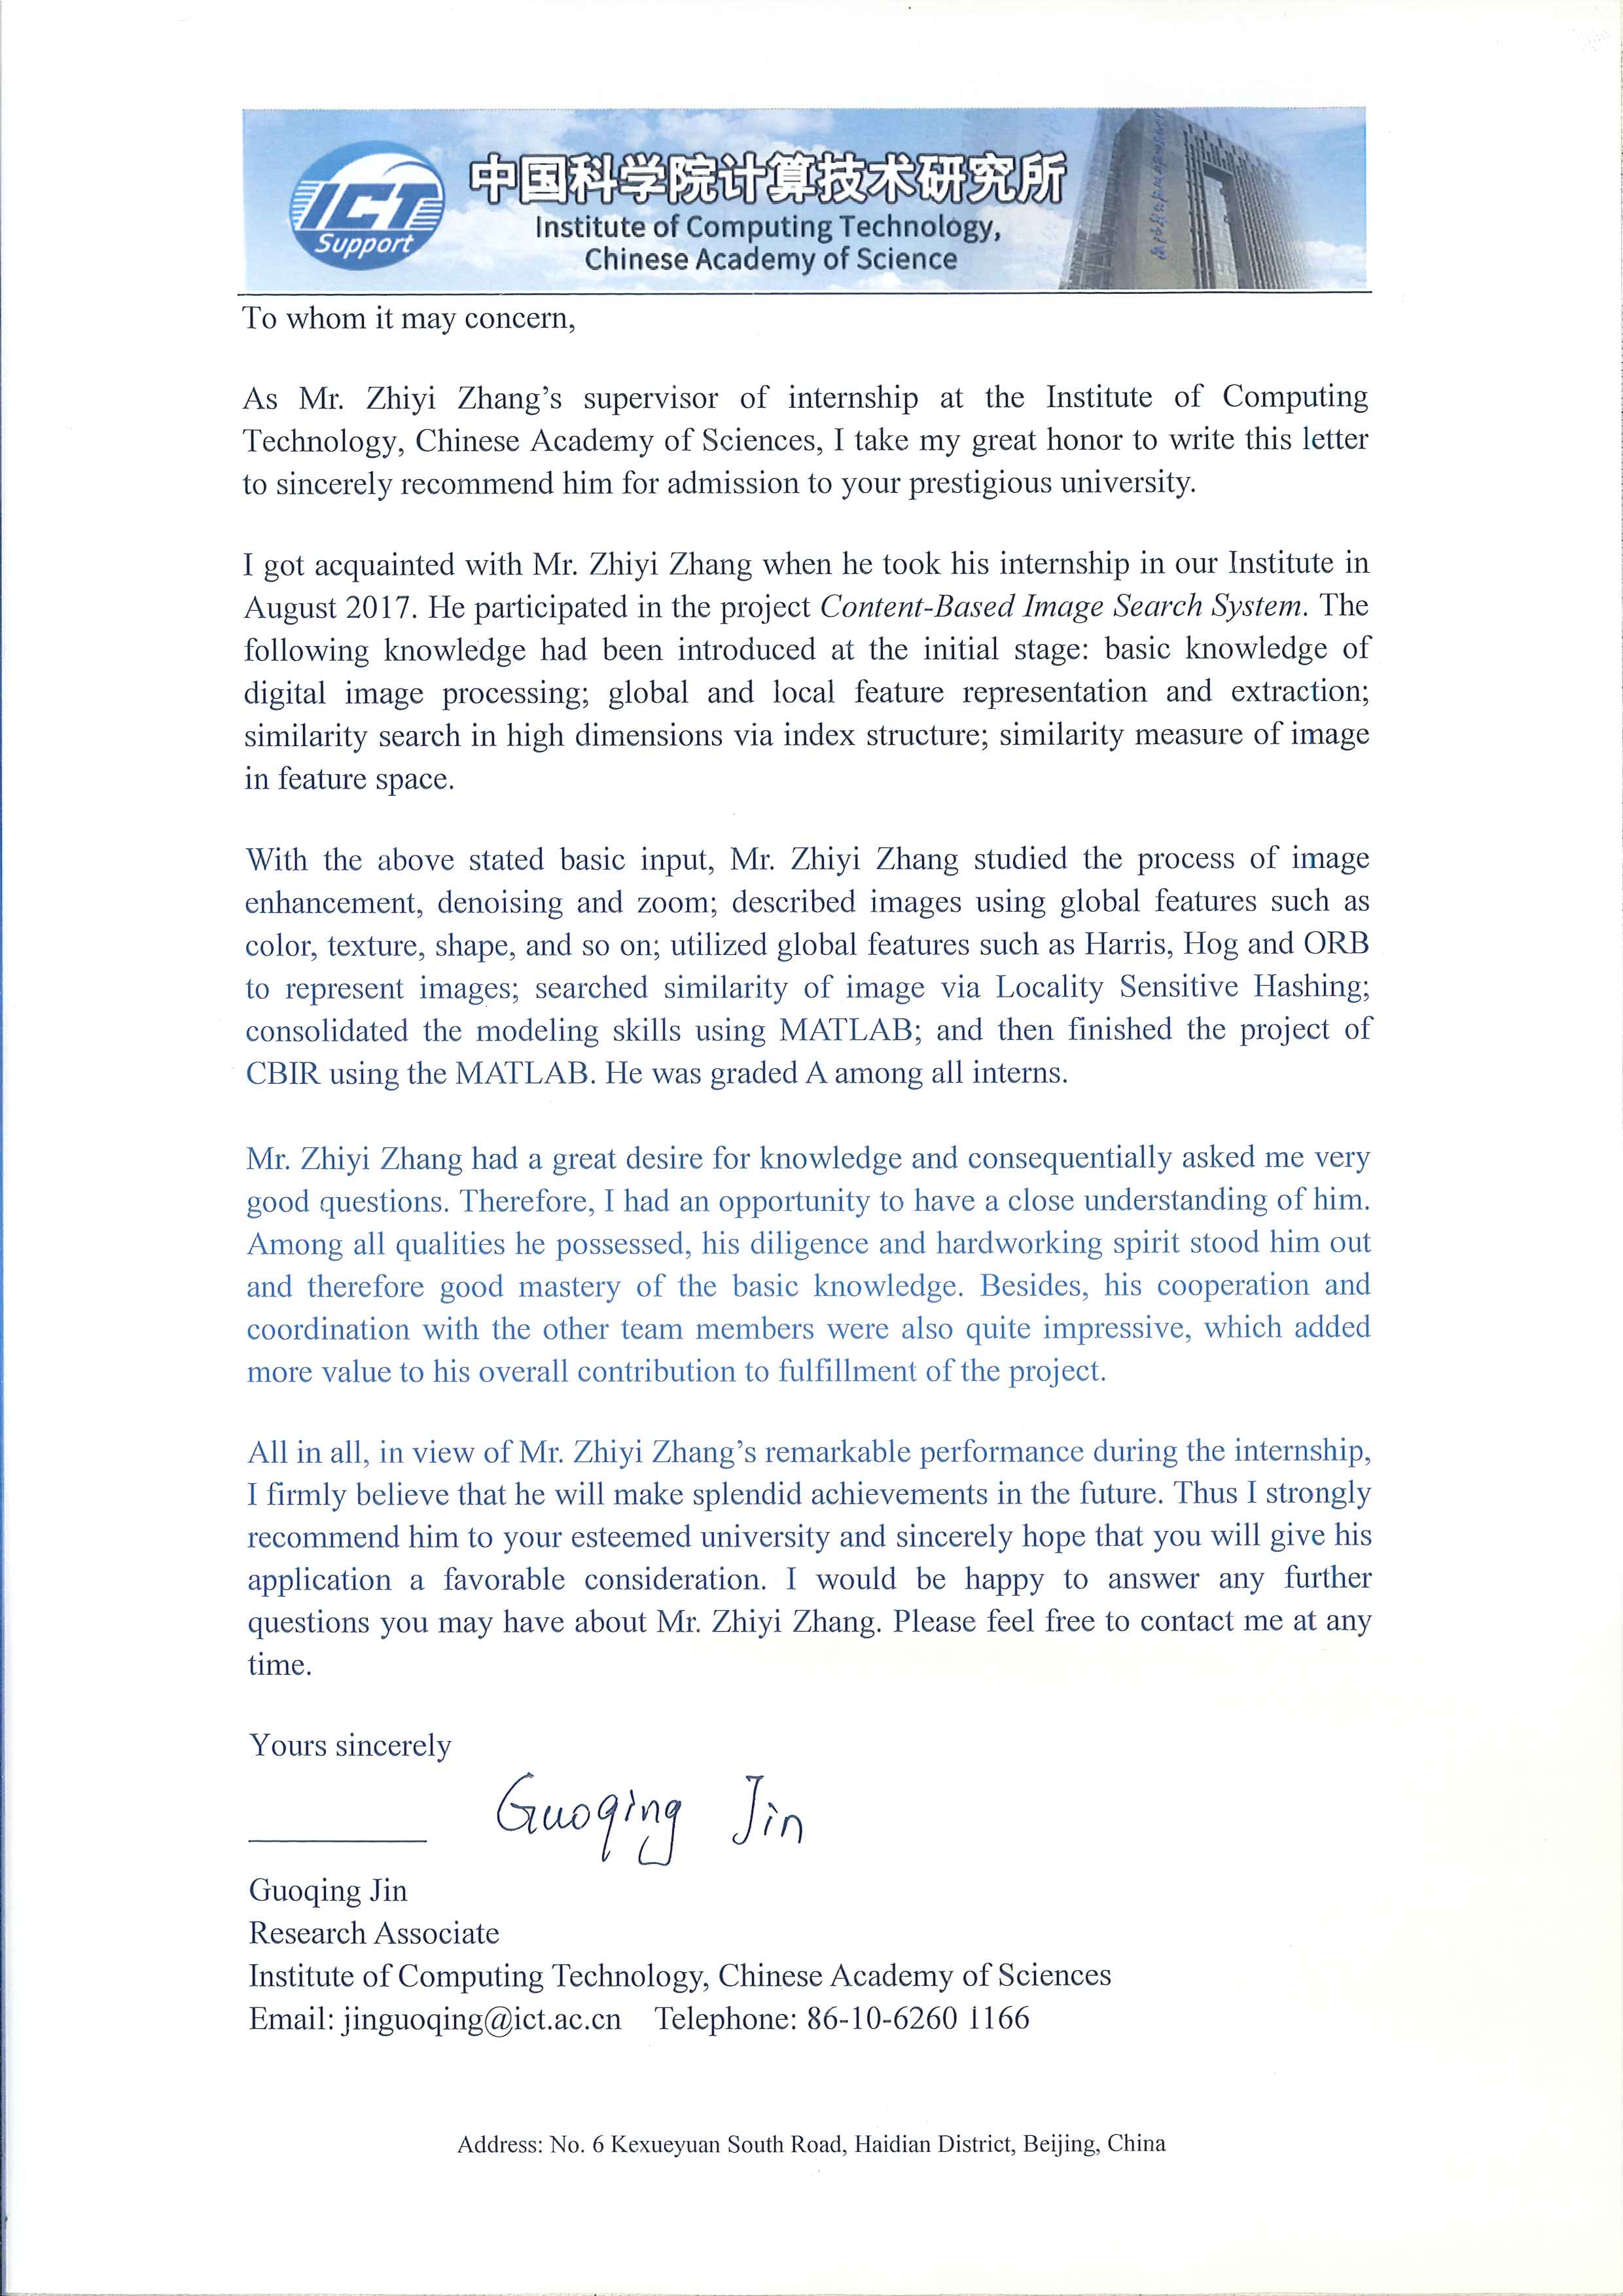 ICT
Support
中国科学院计算技术研究所
Institute of Computing Technology,
Chinese Academy of Science
To whom it may concern,
As Mr. Zhiyi Zhang's supervisor of internship at the Institute of Computing
Technology, Chinese Academy of Sciences, I take my great honor to write this letter
to sincerely recommend him for admission to your prestigious university.
I got acquainted with Mr. Zhiyi Zhang when he took his internship in our Institute in
August 2017. He participated in the project Content-Based Image Search System. The
following knowledge had been introduced at the initial stage: basic knowledge of
digital image processing; global and local feature representation and extraction;
similarity search in high dimensions via index structure; similarity measure of image
in feature space.
With the above stated basic input, Mr. Zhiyi Zhang studied the process of image
enhancement, denoising and zoom; described images using global features such as
color, texture, shape, and so on; utilized global features such as Harris, Hog and ORB
to represent images; searched similarity of image via Locality Sensitive Hashing;
consolidated the modeling skills using MATLAB; and then finished the project of
CBIR using the MATLAB. He was graded A among all interns.
Mr. Zhiyi Zhang had a great desire for knowledge and consequentially asked me very
good questions. Therefore, I had an opportunity to have a close understanding of him.
Among all qualities he possessed, his diligence and hardworking spirit stood him out
and therefore good mastery of the basic knowledge. Besides, his cooperation and
coordination with the other team members were also quite impressive, which added
more value to his overall contribution to fulfillment of the project.
All in all, in view of Mr. Zhiyi Zhang's remarkable performance during the internship,
I firmly believe that he will make splendid achievements in the future. Thus I strongly
recommend him to your esteemed university and sincerely hope that you will give his
application a favorable consideration. I would be happy to answer any further
questions you may have about Mr. Zhiyi Zhang. Please feel free to contact me at any
time.
Yours sincerely
Guoqing Jin
Guoqing Jin
Research Associate
Institute of Computing Technology, Chinese Academy of Sciences
Email: jinguoqing@ict.ac.cn Telephone: 86-10-6260 1166
Address: No. 6 Kexueyuan South Road, Haidian District, Beijing, China